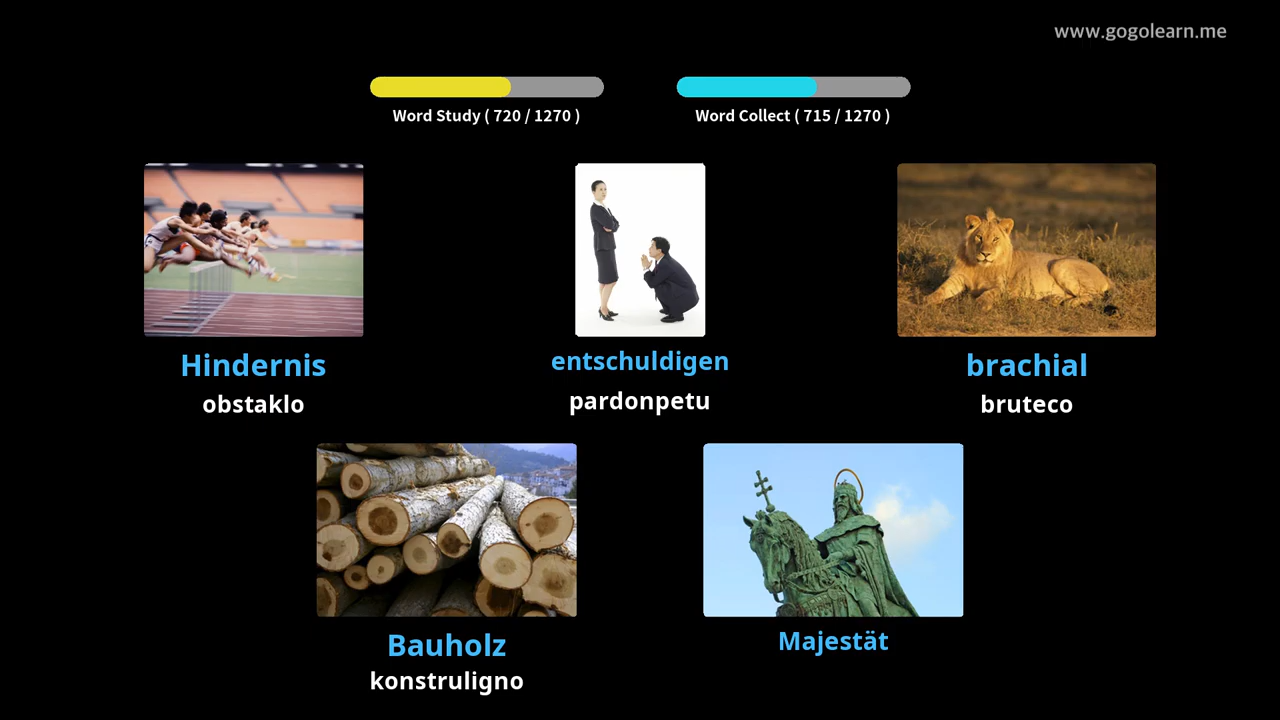 www.gogolearn.me
Word Study ( 720 / 1270 )
Word Collect ( 715 / 1270 )
Hindernis
obstaklo
entschuldigen
pardonpetu
brachial
bruteco
Bauholz
konstruligno
Majestät